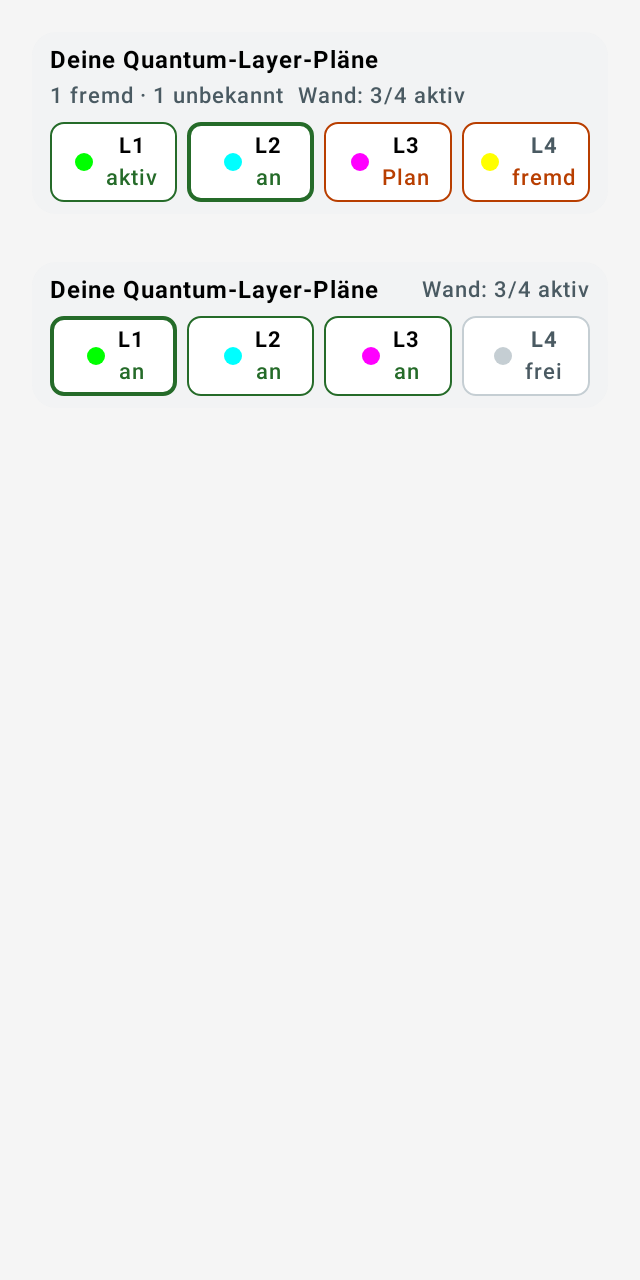 Deine Quantum-Layer-Pläne
1 fremd · 1 unbekannt Wand: 3/4 aktiv
L1 L2 L3 L4
aktiv an Plan fremd
Deine Quantum-Layer-Pläne Wand: 3/4 aktiv
L1 L2 L3 L4
an an an frei